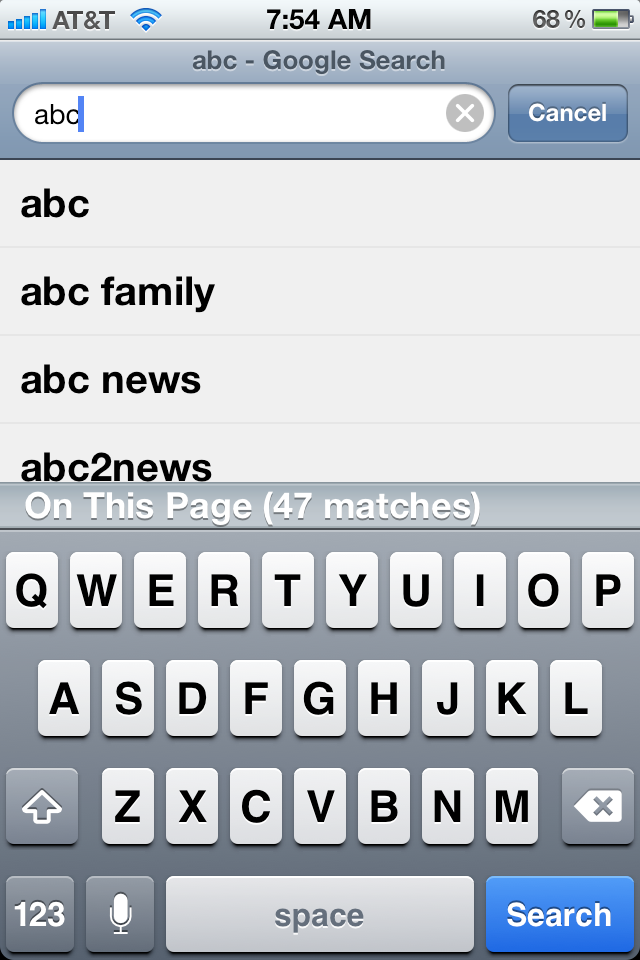 AT&T 7:54 AM 68 %
abc - Google Search
abc Cancel
abc
abc family
abc news
abc2news
On This Page (47 matches)
Q W E R T Y U I O P
A S D F G H J K L
Z X C V B N M
123 space Search